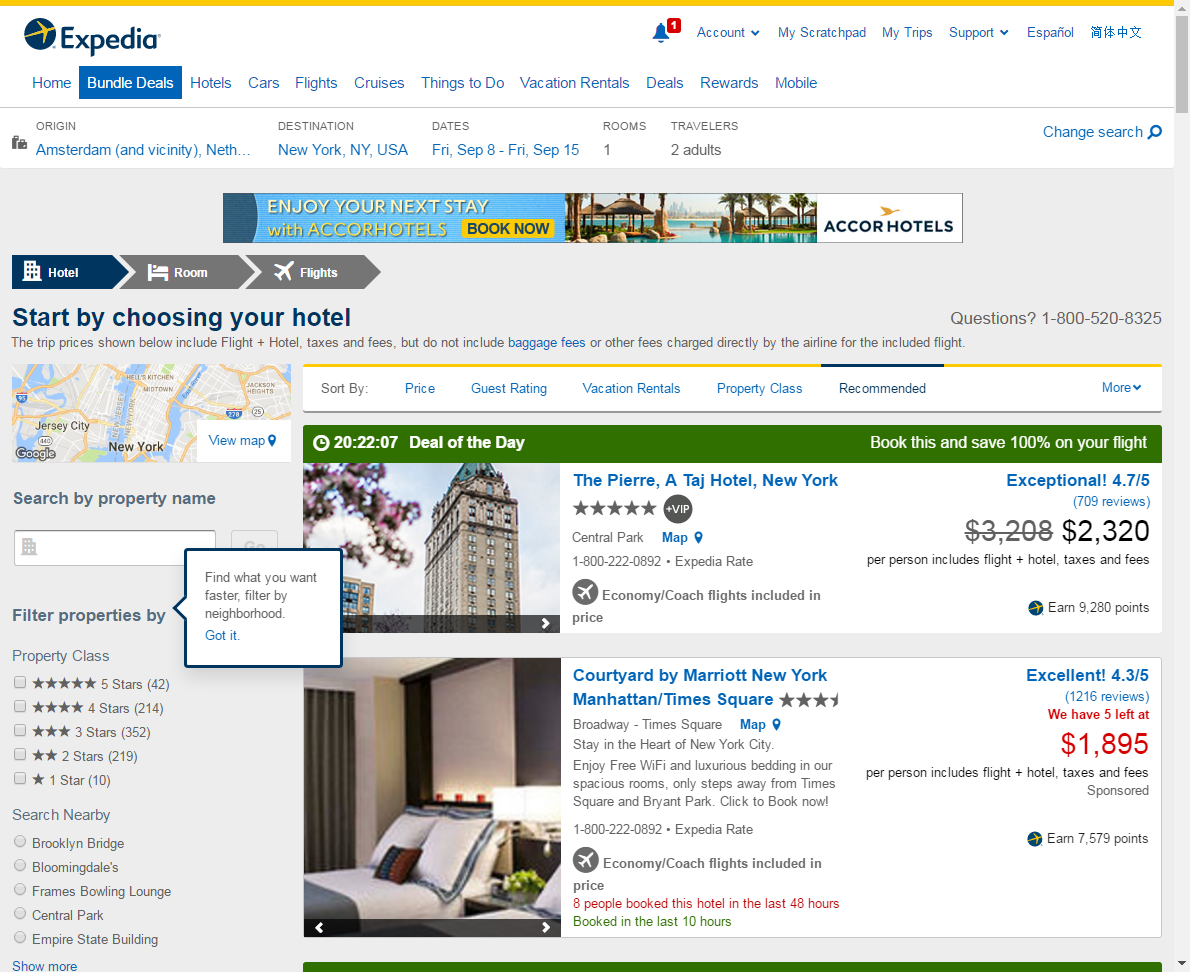 Expedia
1
Account
My Scratchpad
My Trips
Support
Español
简体中文
Home
Bundle Deals
Hotels
Cars
Flights
Cruises
Things to Do
Vacation Rentals
Deals
Rewards
Mobile
ORIGIN
Amsterdam (and vicinity), Neth...
DESTINATION
New York, NY, USA
DATES
Fri, Sep 8 - Fri, Sep 15
ROOMS
1
TRAVELERS
2 adults
Change search
ENJOY YOUR NEXT STAY
with ACCORHOTELS BOOK NOW
ACCORHOTELS
Hotel
Room
Flights
Start by choosing your hotel
Questions? 1-800-520-8325
The trip prices shown below include Flight + Hotel, taxes and fees, but do not include baggage fees or other fees charged directly by the airline for the included flight.
HELL'S KITCHEN
MIDTOWN
JACKSON
HEIGHTS
95
NEW JERSEY
NEW YORK
278
25
Jersey City
440
New York
Google
View map
Search by property name
Go
Find what you want
faster, filter by
neighborhood.
Got it.
Filter properties by
Property Class
5 Stars (42)
4 Stars (214)
3 Stars (352)
2 Stars (219)
1 Star (10)
Search Nearby
Brooklyn Bridge
Bloomingdale's
Frames Bowling Lounge
Central Park
Empire State Building
Show more
Sort By:
Price
Guest Rating
Vacation Rentals
Property Class
Recommended
More
20:22:07 Deal of the Day
Book this and save 100% on your flight
The Pierre, A Taj Hotel, New York
+VIP
Central Park
Map
1-800-222-0892 • Expedia Rate
Economy/Coach flights included in
price
Exceptional! 4.7/5
(709 reviews)
$3,208 $2,320
per person includes flight + hotel, taxes and fees
Earn 9,280 points
Courtyard by Marriott New York
Manhattan/Times Square
Broadway - Times Square
Map
Stay in the Heart of New York City.
Enjoy Free WiFi and luxurious bedding in our
spacious rooms, only steps away from Times
Square and Bryant Park. Click to Book now!
1-800-222-0892 • Expedia Rate
Economy/Coach flights included in
price
8 people booked this hotel in the last 48 hours
Booked in the last 10 hours
Excellent! 4.3/5
(1216 reviews)
We have 5 left at
$1,895
per person includes flight + hotel, taxes and fees
Sponsored
Earn 7,579 points